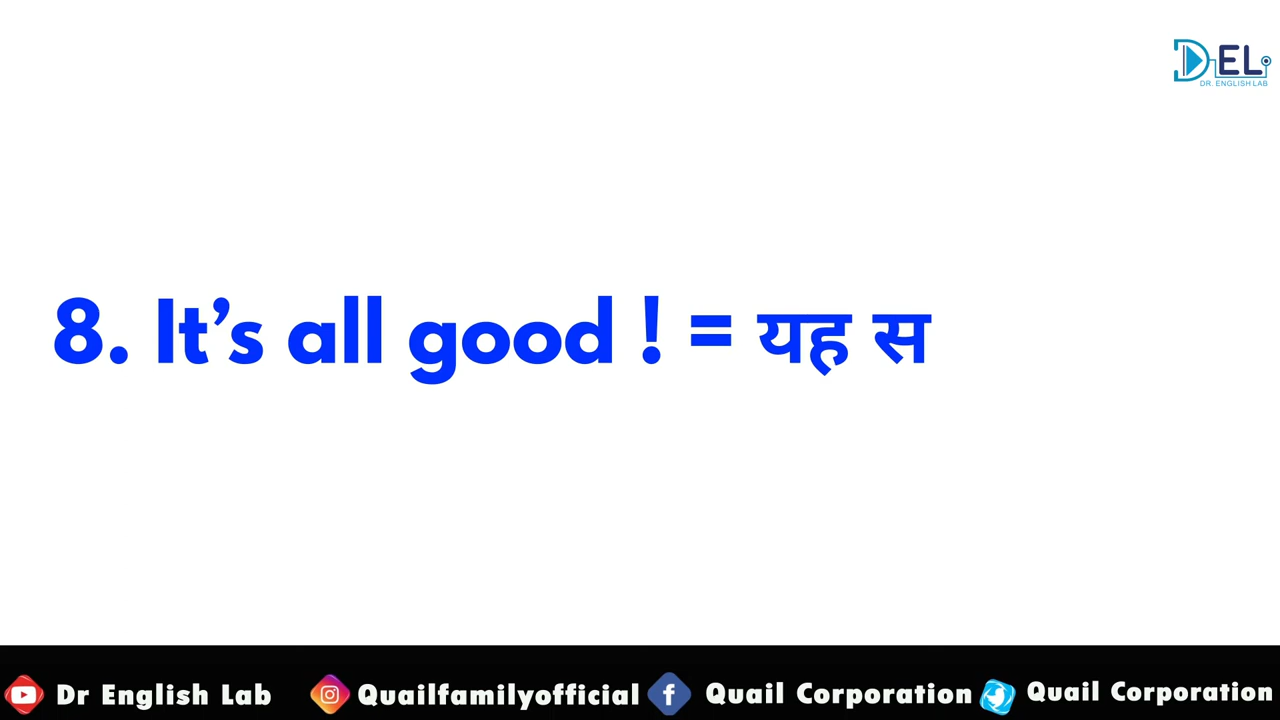 DEL
DR. ENGLISH LAB
8. It’s all good ! = यह स
Dr English Lab Quailfamilyofficial Quail Corporation Quail Corporation